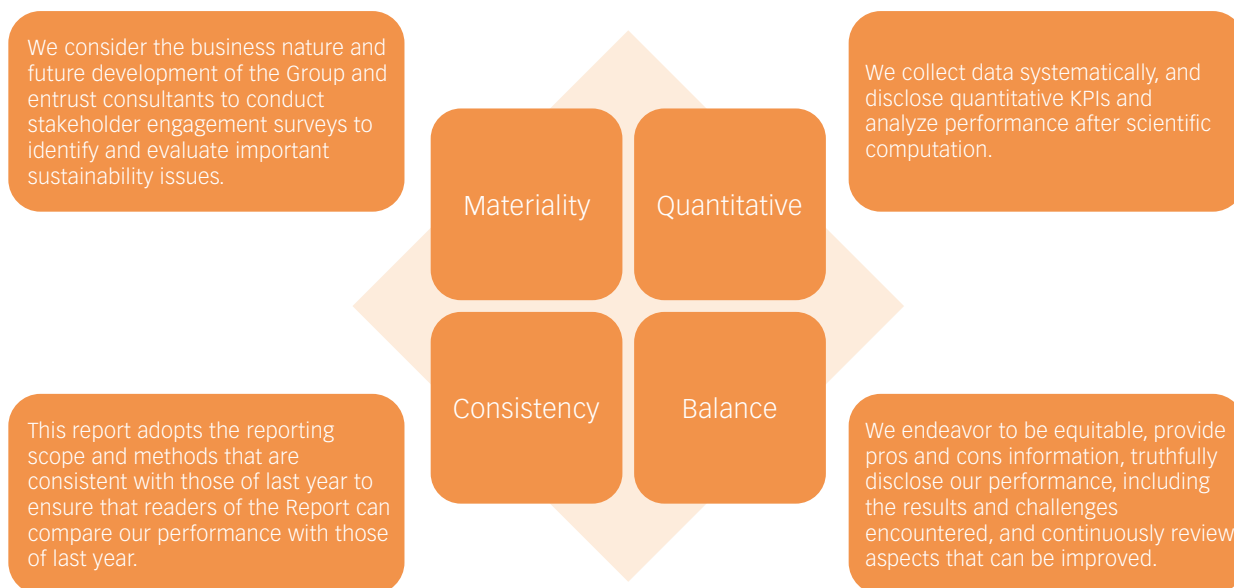 We consider the business nature and
future development of the Group and
entrust consultants to conduct
stakeholder engagement surveys to
identify and evaluate important
sustainability issues.
We collect data systematically, and
disclose quantitative KPIs and
analyze performance after scientific
computation.
Materiality
Quantitative
Consistency
Balance
This report adopts the reporting
scope and methods that are
consistent with those of last year to
ensure that readers of the Report can
compare our performance with those
of last year.
We endeavor to be equitable, provide
pros and cons information, truthfully
disclose our performance, including
the results and challenges
encountered, and continuously review
aspects that can be improved.